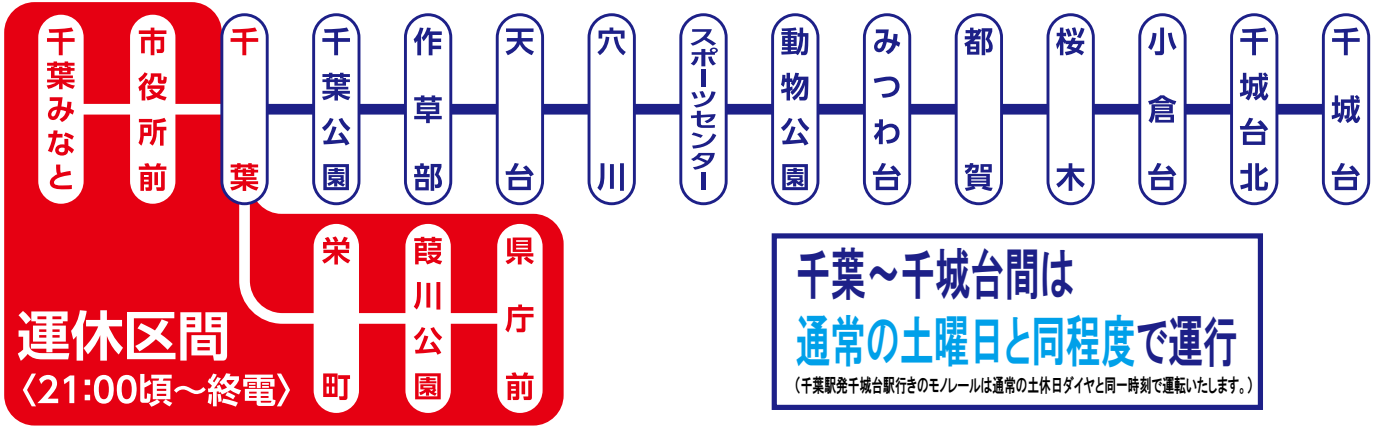 千葉みなと
市役所前
千葉
千葉公園
作草部
天台
穴川
スポーツセンター
動物公園
みつわ台
都賀
桜木
小倉台
千城台北
千城台
栄町
葭川公園
県庁前
運休区間
〈21:00頃～終電〉
千葉～千城台間は
通常の土曜日と同程度で運行
(千葉駅発千城台駅行きのモノレールは通常の土休日ダイヤと同一時刻で運転いたします。)